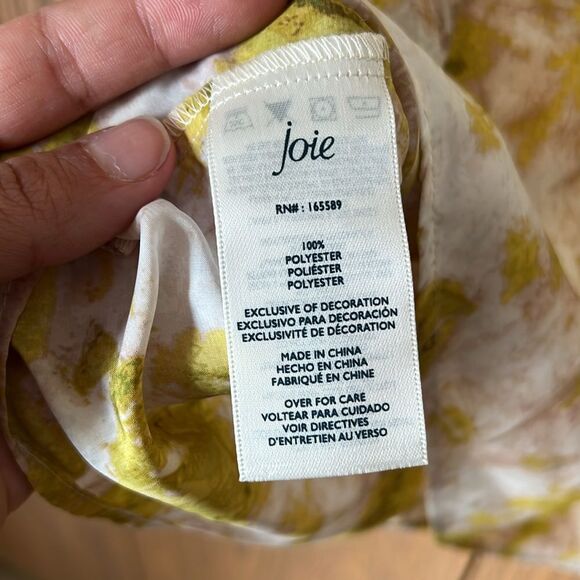 joie
RN#: 165589
100%
POLYESTER
POLIÉSTER
POLYESTER
EXCLUSIVE OF DECORATION
EXCLUSIVO PARA DECORACIÓN
EXCLUSIVITÉ DE DÉCORATION
MADE IN CHINA
HECHO EN CHINA
FABRIQUÉ EN CHINE
OVER FOR CARE
VOLTEAR PARA CUIDADO
VOIR DIRECTIVES
D'ENTRETIEN AU VERSO